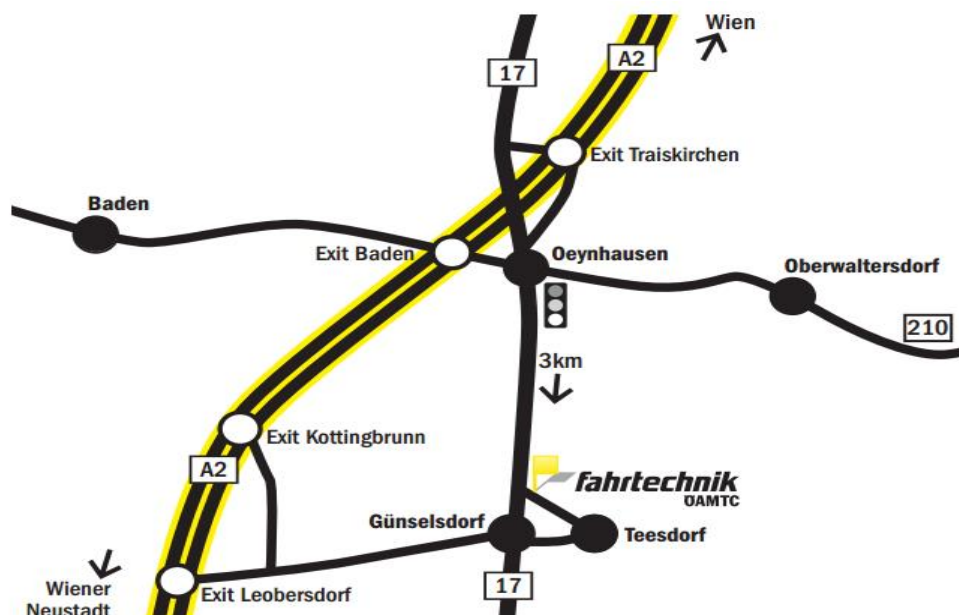 Wien
A2
17
Exit Traiskirchen
Baden
Exit Baden
Oeynhausen
Oberwaltersdorf
210
3km
Exit Kottingbrunn
A2
fahrtechnik
ÖAMTC
Günselsdorf
Teesdorf
17
Exit Leobersdorf
Wiener
Neustadt